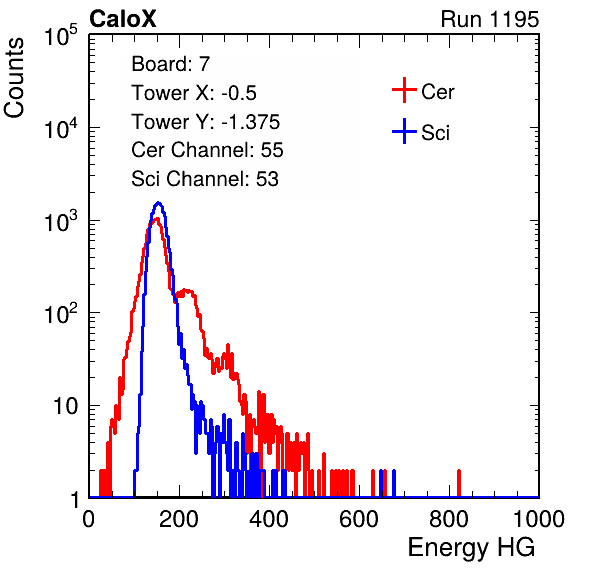 CaloX Run 1195
Counts
Board: 7
Tower X: -0.5
Tower Y: -1.375
Cer Channel: 55
Sci Channel: 53
Cer
Sci
10^5
10^4
10^3
10^2
10
1
0 200 400 600 800 1000
Energy HG